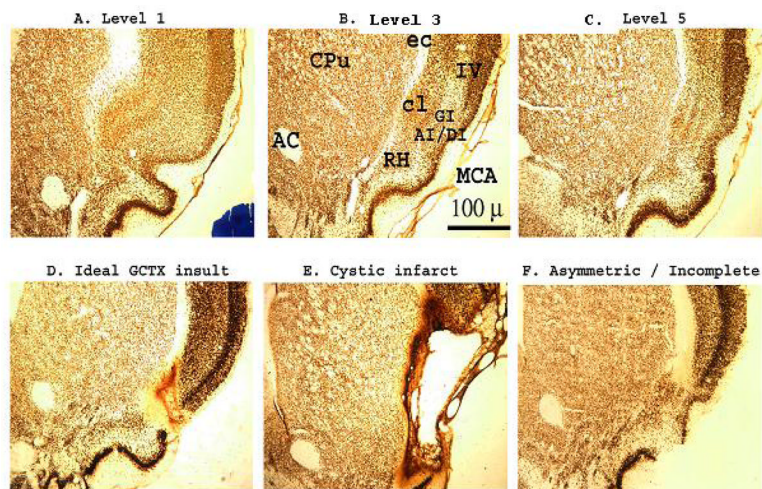 A. Level 1
B. Level 3
C. Level 5
ec
CPu
IV
cl
GI
AI/DI
AC
RH
MCA
100 μ
D. Ideal GCTX insult
E. Cystic infarct
F. Asymmetric / Incomplete